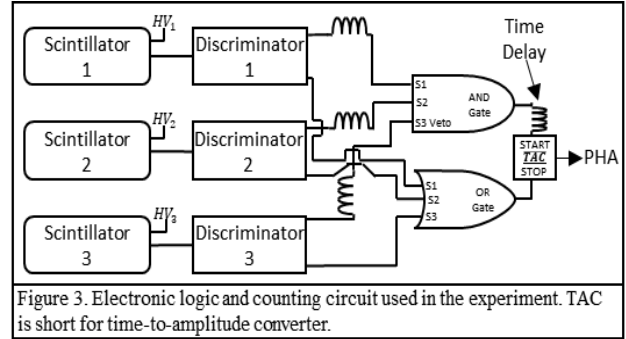 HV1
Scintillator
1
Discriminator
1
HV2
Scintillator
2
Discriminator
2
HV3
Scintillator
3
Discriminator
3
S1
S2
S3 Veto
AND
Gate
S1
S2
S3
OR
Gate
Time
Delay
START
TAC
STOP
PHA
Figure 3. Electronic logic and counting circuit used in the experiment. TAC
is short for time-to-amplitude converter.